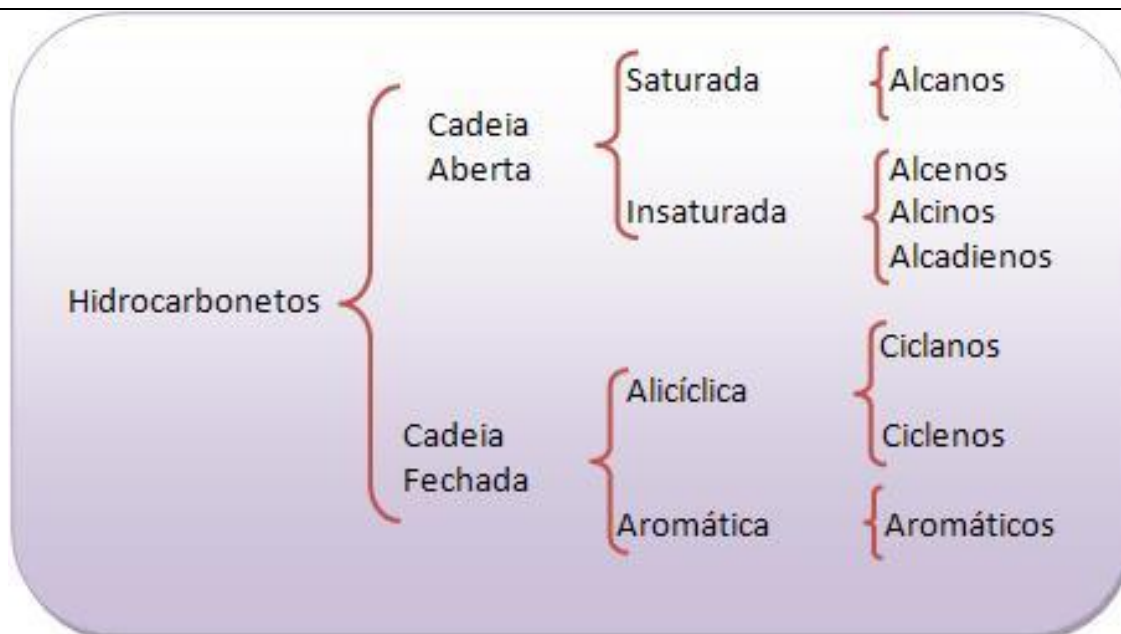 Hidrocarbonetos
Cadeia
Aberta
Saturada
Alcanos
Insaturada
Alcenos
Alcinos
Alcadienos
Cadeia
Fechada
Alicíclica
Ciclanos
Ciclenos
Aromática
Aromáticos